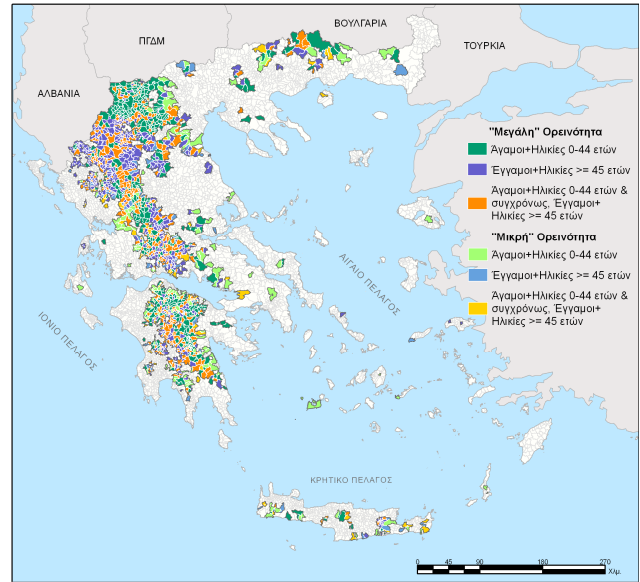 ΒΟΥΛΓΑΡΙΑ
ΠΓΔΜ
ΤΟΥΡΚΙΑ
ΑΛΒΑΝΙΑ
"Μεγάλη" Ορεινότητα
Άγαμοι+Ηλικίες 0-44 ετών
Έγγαμοι+Ηλικίες >= 45 ετών
Άγαμοι+Ηλικίες 0-44 ετών &
συγχρόνως, Έγγαμοι+
Ηλικίες >= 45 ετών
"Μικρή" Ορεινότητα
Άγαμοι+Ηλικίες 0-44 ετών
Έγγαμοι+Ηλικίες >= 45 ετών
Άγαμοι+Ηλικίες 0-44 ετών &
συγχρόνως, Έγγαμοι+
Ηλικίες >= 45 ετών
ΑΙΓΑΙΟ ΠΕΛΑΓΟΣ
ΙΟΝΙΟ ΠΕΛΑΓΟΣ
ΚΡΗΤΙΚΟ ΠΕΛΑΓΟΣ
0 45 90 180 270
Χλμ.